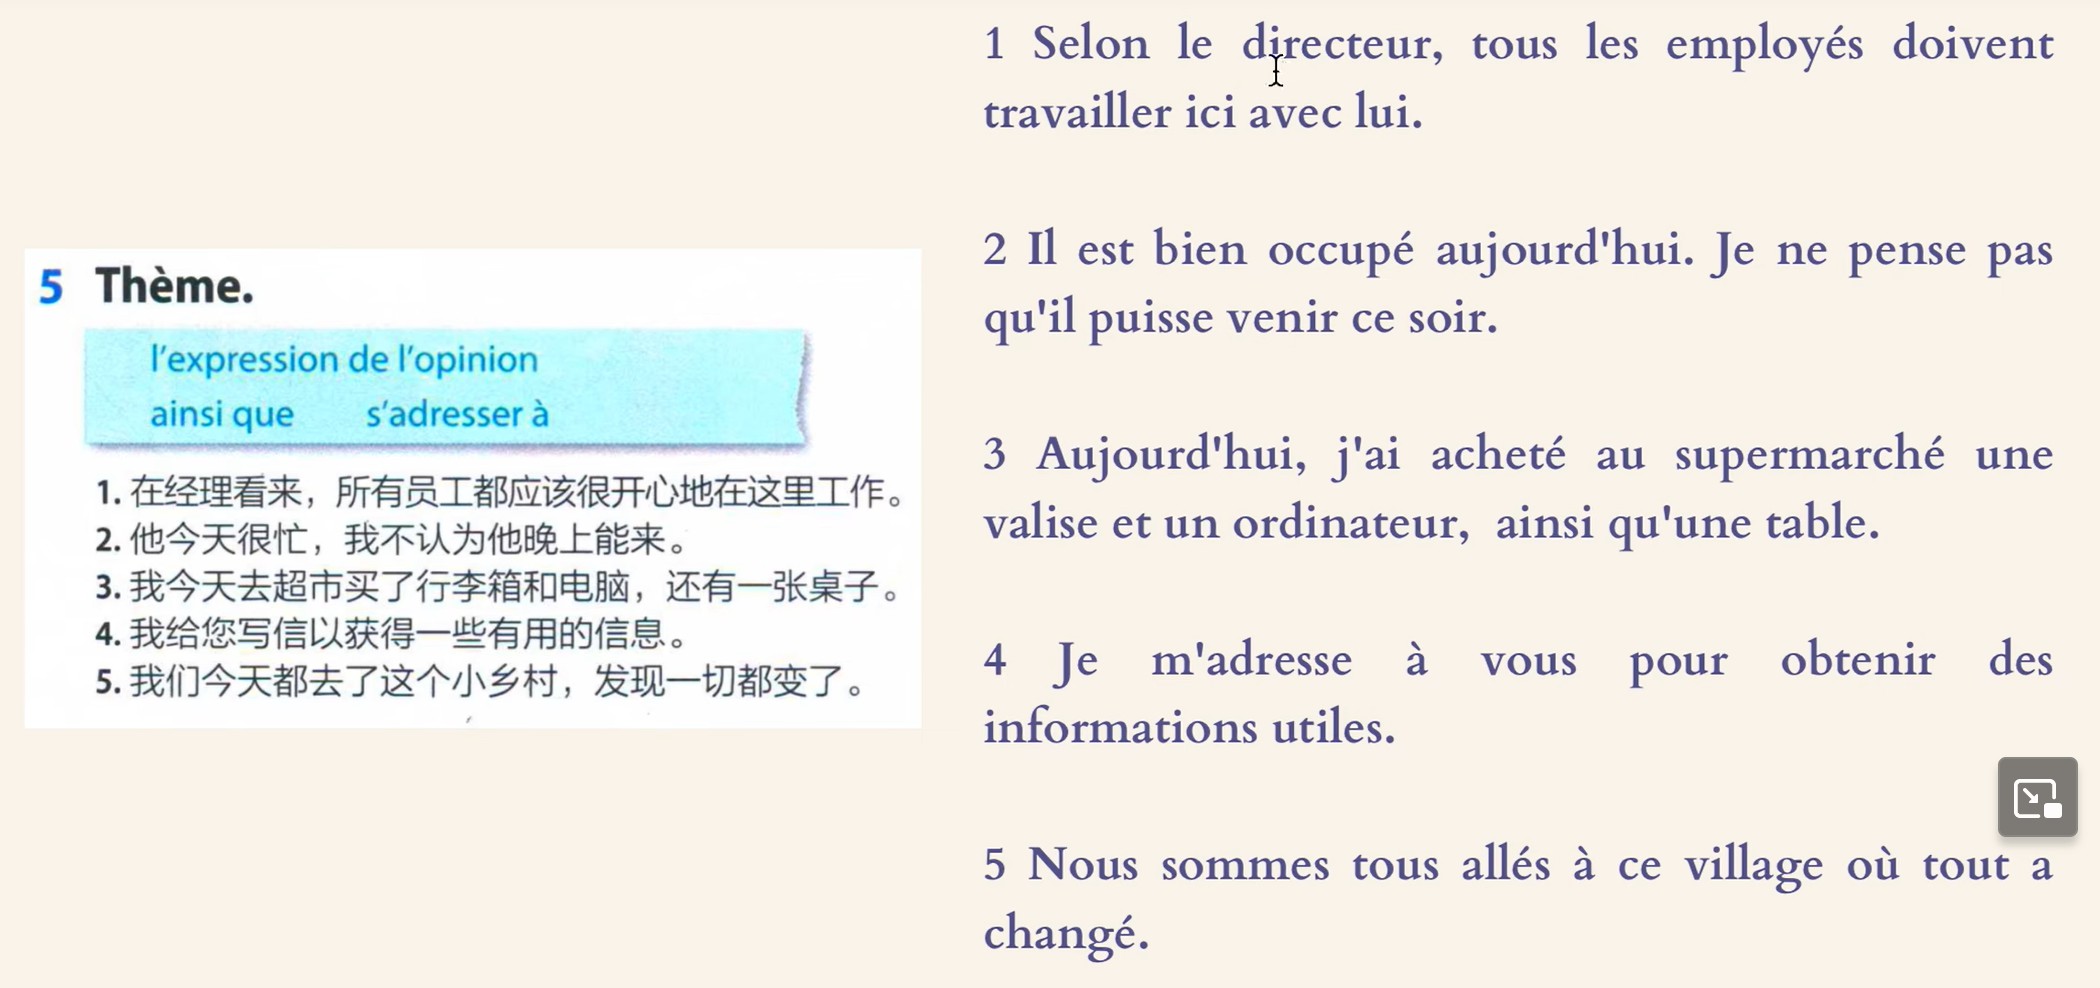 5 Thème.
l'expression de l'opinion
ainsi que s'adresser à
1. 在经理看来，所有员工都应该很开心地在这里工作。
2. 他今天很忙，我不认为他晚上能来。
3. 我今天去超市买了行李箱和电脑，还有一张桌子。
4. 我给您写信以获得一些有用的信息。
5. 我们今天都去了这个小乡村，发现一切都变了。
1 Selon le directeur, tous les employés doivent
travailler ici avec lui.
2 Il est bien occupé aujourd'hui. Je ne pense pas
qu'il puisse venir ce soir.
3 Aujourd'hui, j'ai acheté au supermarché une
valise et un ordinateur, ainsi qu'une table.
4 Je m'adresse à vous pour obtenir des
informations utiles.
5 Nous sommes tous allés à ce village où tout a
changé.